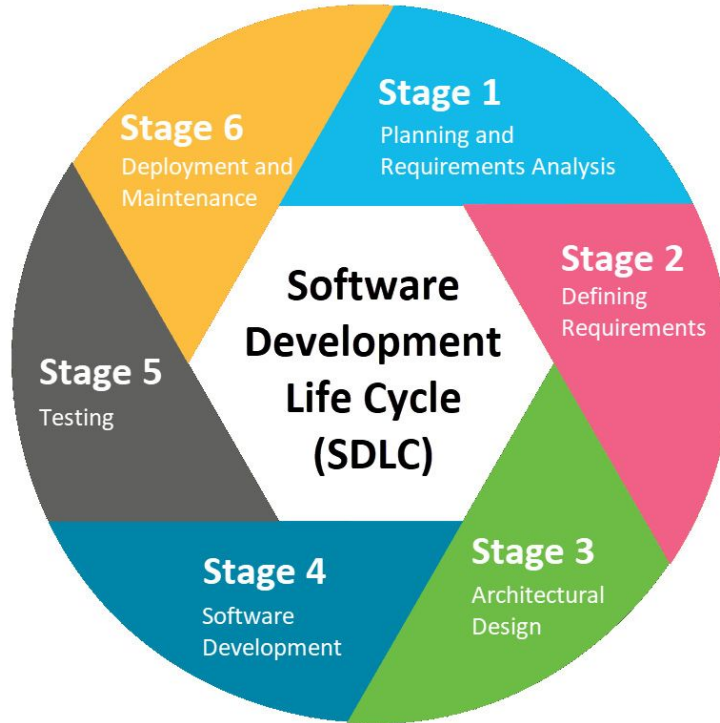 Stage 1
Planning and
Requirements Analysis
Stage 2
Defining
Requirements
Stage 3
Architectural
Design
Stage 4
Software
Development
Stage 5
Testing
Stage 6
Deployment and
Maintenance
Software
Development
Life Cycle
(SDLC)